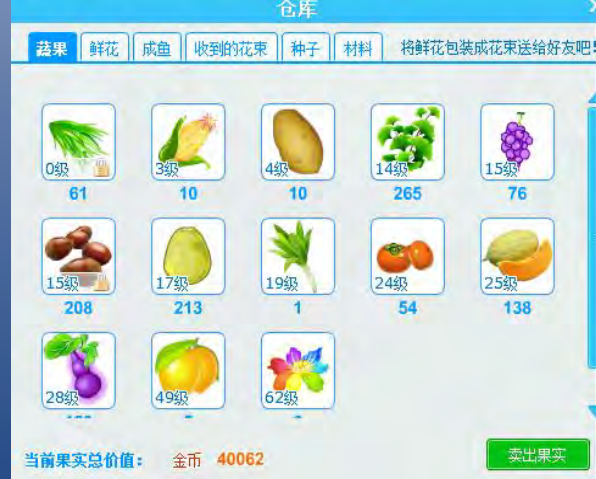 仓库
蔬果 鲜花 成鱼 收到的花束 种子 材料 将鲜花包装成花束送给好友吧!
0级 3级 4级 14级 15级
61 10 10 265 76
15级 17级 19级 24级 25级
208 213 1 54 138
28级 49级 62级
当前果实总价值： 金币 40062 卖出果实